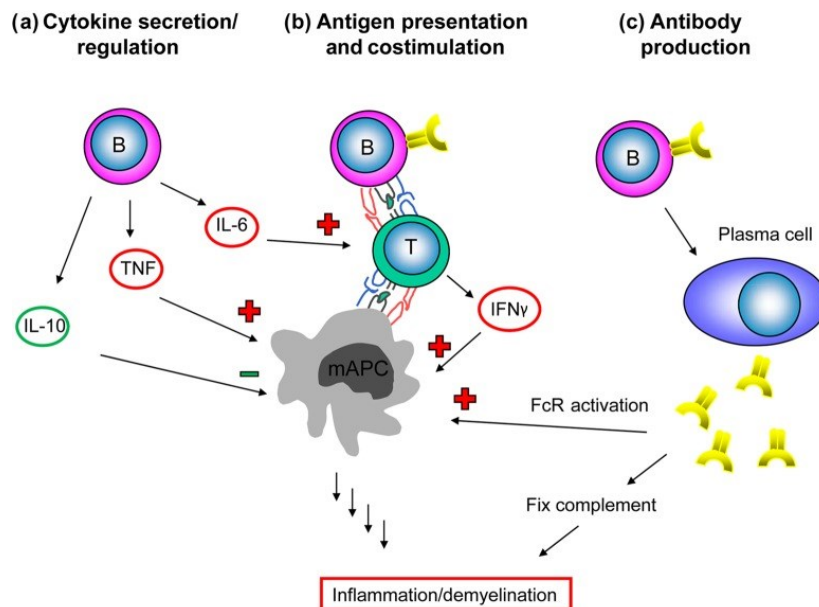 (a) Cytokine secretion/
regulation
(b) Antigen presentation
and costimulation
(c) Antibody
production
B
IL-6
TNF
IL-10
B
T
IFNγ
mAPC
B
Plasma cell
FcR activation
Fix complement
Inflammation/demyelination